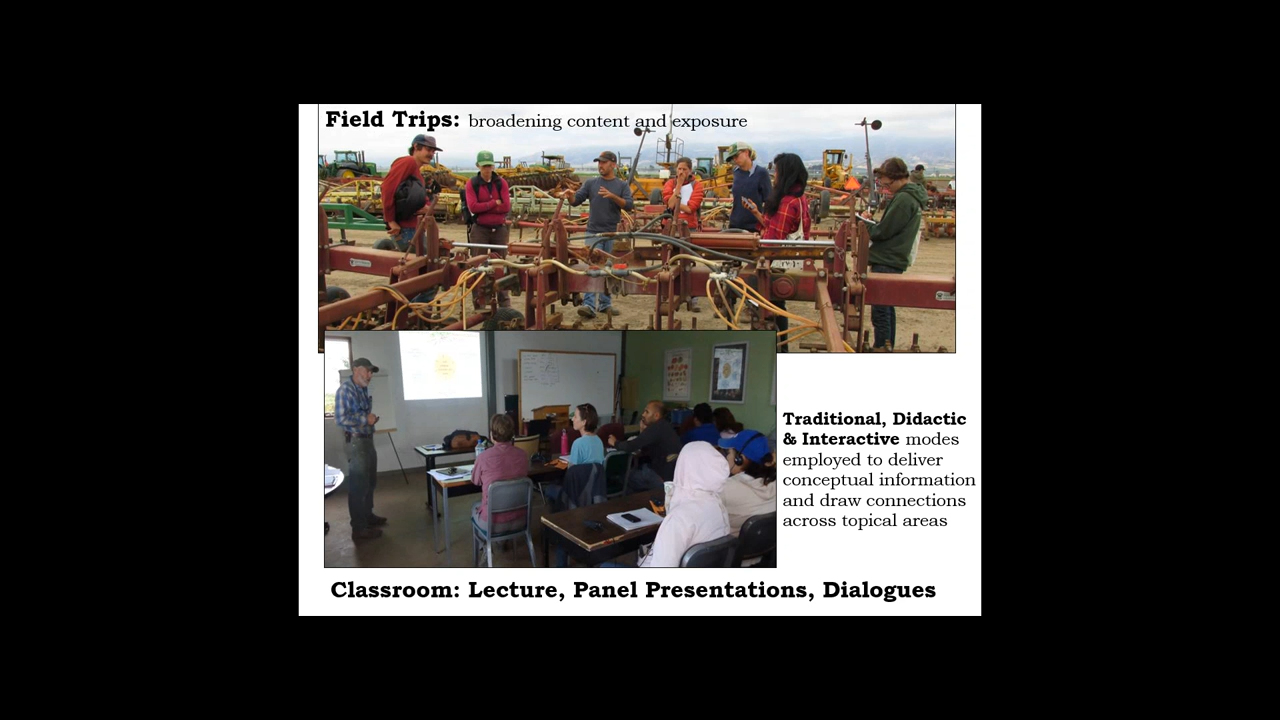 Field Trips: broadening content and exposure
Traditional, Didactic
& Interactive modes
employed to deliver
conceptual information
and draw connections
across topical areas
Classroom: Lecture, Panel Presentations, Dialogues